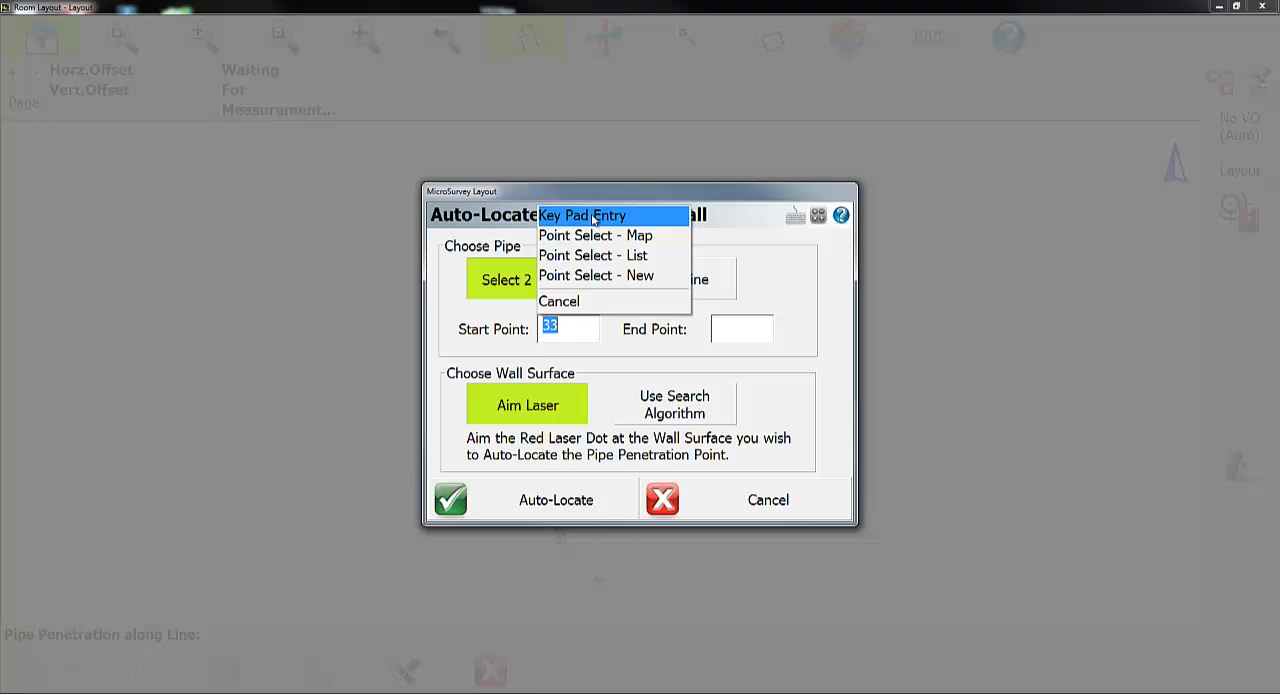 Room Layout - Layout
+ - Horz.Offset
Vert.Offset
Page
Waiting
For
Measurement...
No VO
(Auto)
Layout
MicroSurvey Layout
Auto-Locate
all
Key Pad Entry
Point Select - Map
Point Select - List
Point Select - New
Cancel
Choose Pipe
Select 2
ine
Start Point: 33 End Point:
Choose Wall Surface
Aim Laser
Use Search
Algorithm
Aim the Red Laser Dot at the Wall Surface you wish
to Auto-Locate the Pipe Penetration Point.
Auto-Locate
Cancel
Pipe Penetration along Line: